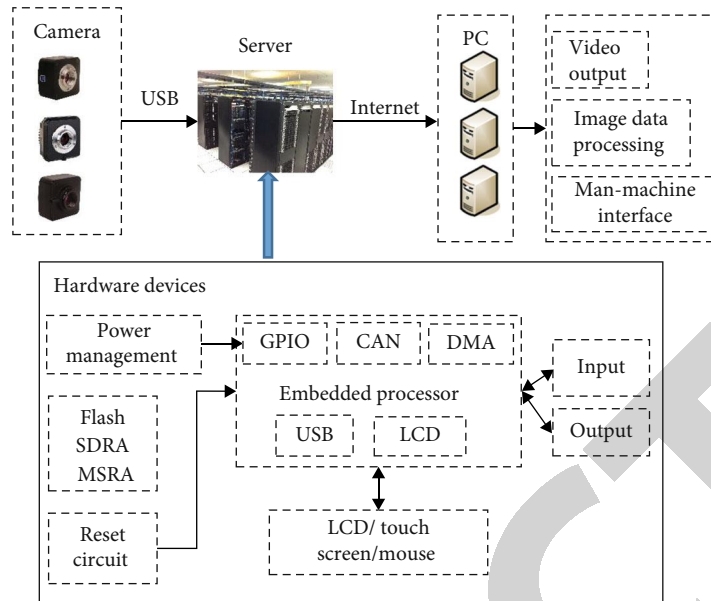 Camera
USB
Server
Internet
PC
Video
output
Image data
processing
Man-machine
interface
Hardware devices
Power
management
Flash
SDRA
MSRA
Reset
circuit
GPIO
CAN
DMA
Embedded processor
USB
LCD
LCD/ touch
screen/mouse
Input
Output